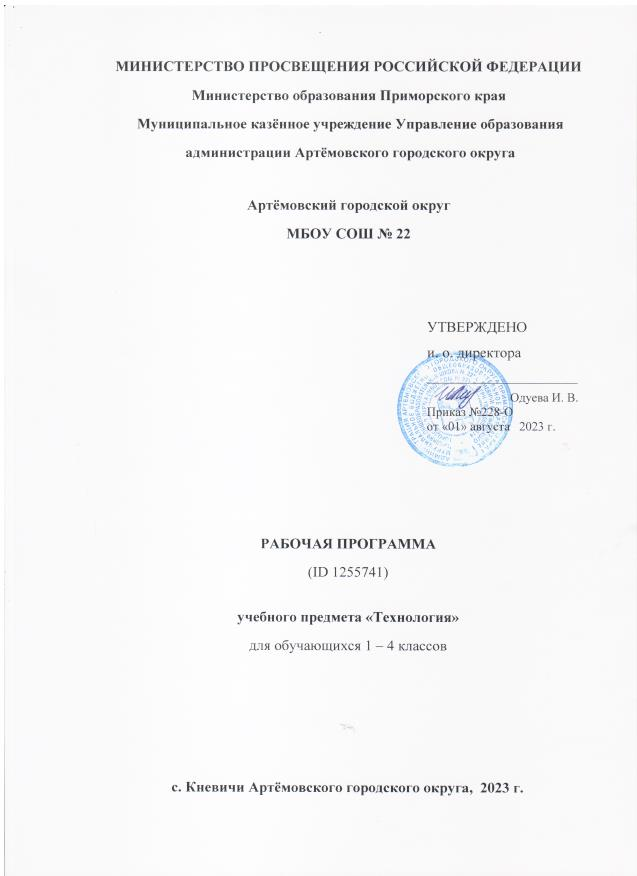 МИНИСТЕРСТВО ПРОСВЕЩЕНИЯ РОССИЙСКОЙ ФЕДЕРАЦИИ
Министерство образования Приморского края
Муниципальное казённое учреждение Управление образования
администрации Артёмовского городского округа
Артёмовский городской округ
МБОУ СОШ № 22
УТВЕРЖДЕНО
и. о. директора
Одуева И. В.
Приказ №228-О
от «01» августа 2023 г.
РАБОЧАЯ ПРОГРАММА
(ID 1255741)
учебного предмета «Технология»
для обучающихся 1 – 4 классов
с. Кневичи Артёмовского городского округа, 2023 г.